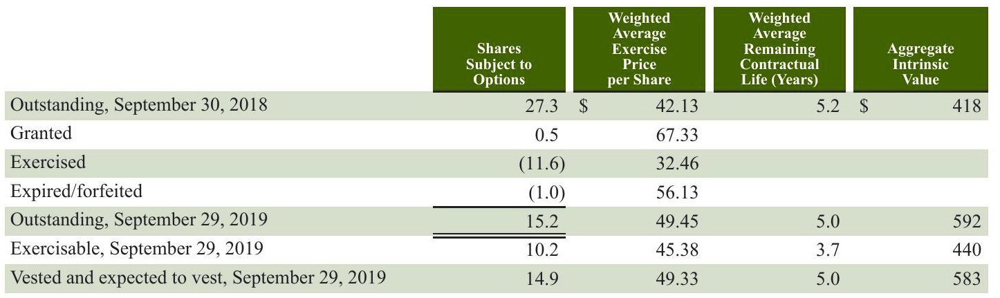 Shares Subject to Options
Weighted Average Exercise Price per Share
Weighted Average Remaining Contractual Life (Years)
Aggregate Intrinsic Value
Outstanding, September 30, 2018 27.3 $ 42.13 5.2 $ 418
Granted 0.5 67.33
Exercised (11.6) 32.46
Expired/forfeited (1.0) 56.13
Outstanding, September 29, 2019 15.2 49.45 5.0 592
Exercisable, September 29, 2019 10.2 45.38 3.7 440
Vested and expected to vest, September 29, 2019 14.9 49.33 5.0 583